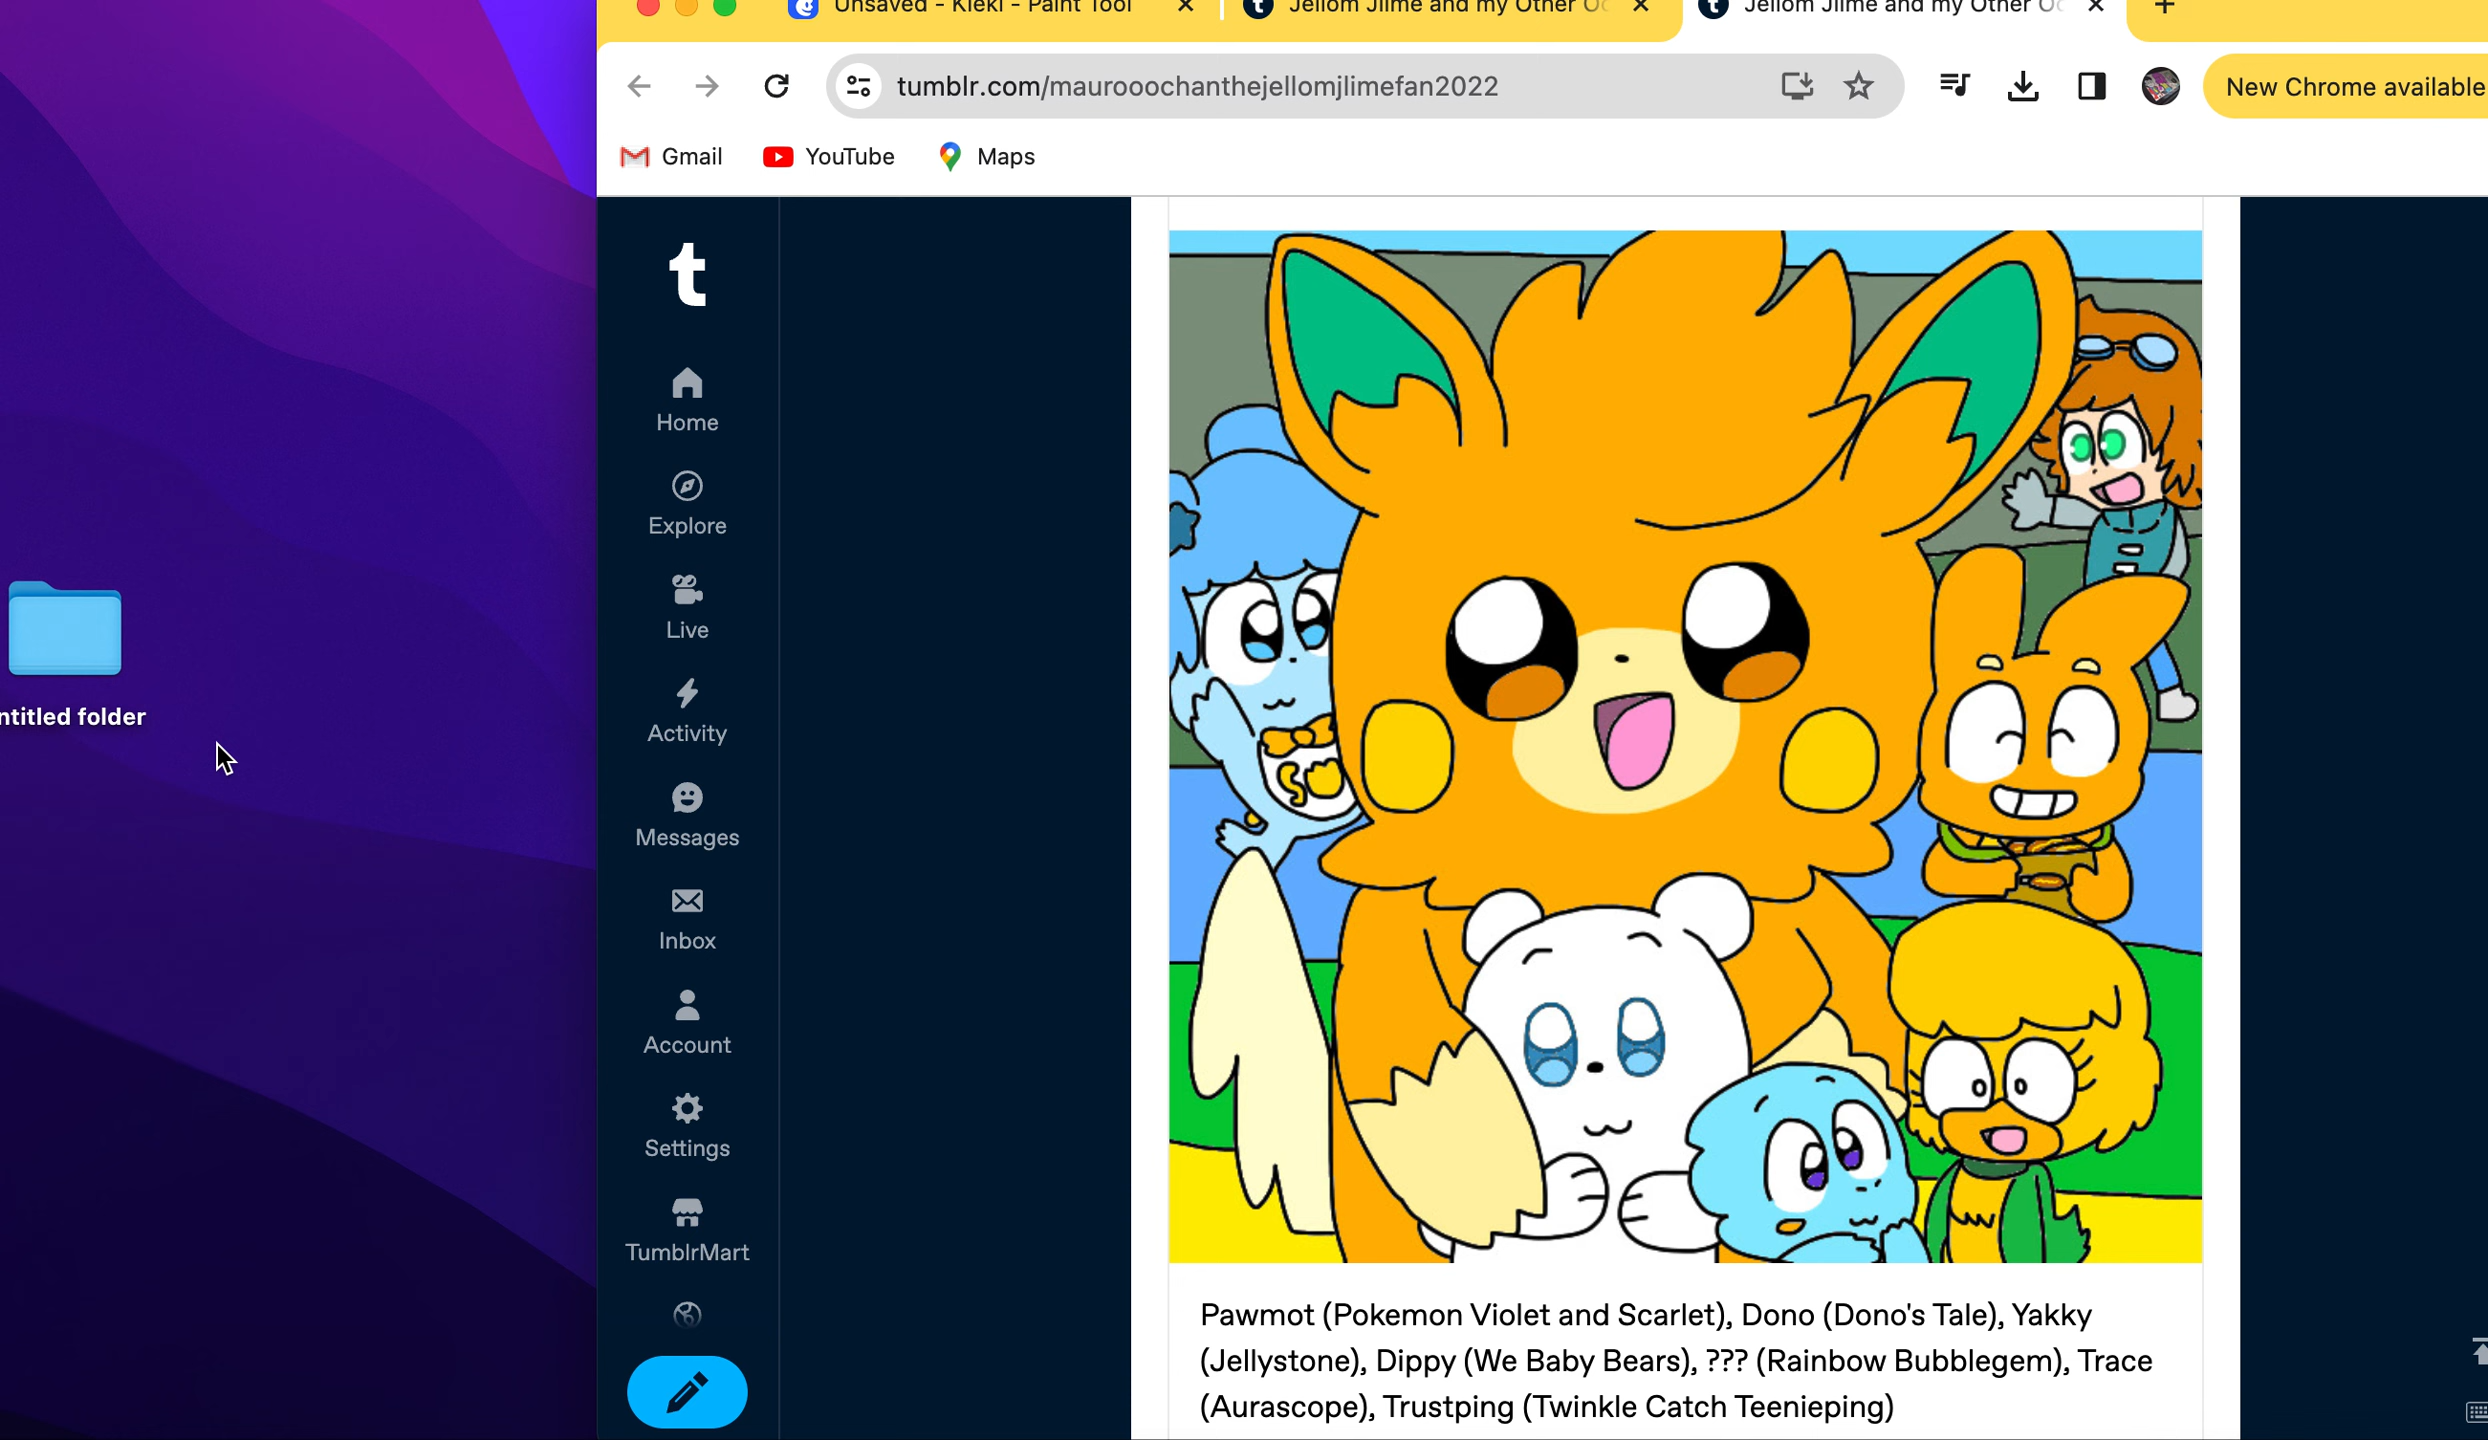 Unsaved - Kleki - Paint Tool
Jellom Jlime and my Other Oc
Jellom Jlime and my Other Oc
tumblr.com/maurooochanthejellomjlimefan2022
New Chrome available
Gmail
YouTube
Maps
t
Home
Explore
Live
Activity
Messages
Inbox
Account
Settings
TumblrMart
ntitled folder
Pawmot (Pokemon Violet and Scarlet), Dono (Dono's Tale), Yakky
(Jellystone), Dippy (We Baby Bears), ??? (Rainbow Bubblegem), Trace
(Aurascope), Trustping (Twinkle Catch Teenieping)